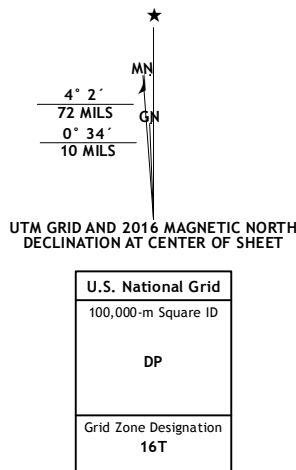 ★
MN
4° 2´
72 MILS
GN
0° 34´
10 MILS
UTM GRID AND 2016 MAGNETIC NORTH
DECLINATION AT CENTER OF SHEET
U.S. National Grid
100,000-m Square ID
DP
Grid Zone Designation
16T